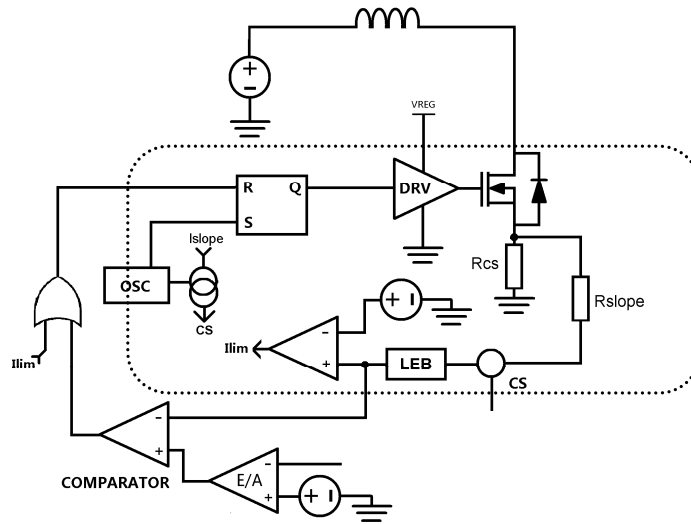 VREG
R Q
DRV
S
Islope
OSC
CS
Rcs
Rslope
+ -
Ilim
-
+
LEB
CS
Ilim
-
+
COMPARATOR
E/A
-
+
+